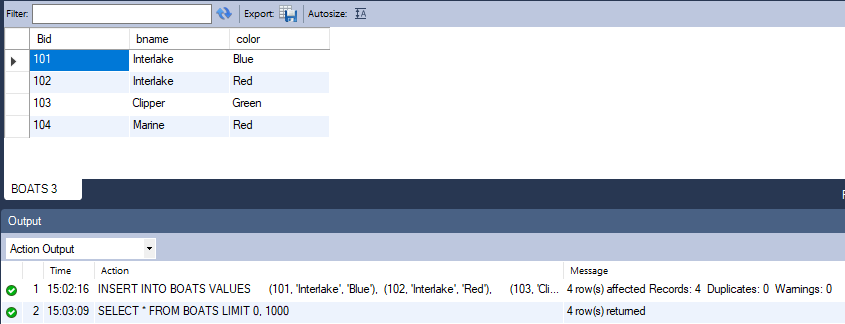 Filter: Export: Autosize:
Bid bname color
101 Interlake Blue
102 Interlake Red
103 Clipper Green
104 Marine Red
BOATS 3
Output
Action Output
Time Action Message
1 15:02:16 INSERT INTO BOATS VALUES (101, 'Interlake', 'Blue'), (102, 'Interlake', 'Red'), (103, 'Cli... 4 row(s) affected Records: 4 Duplicates: 0 Warnings: 0
2 15:03:09 SELECT * FROM BOATS LIMIT 0, 1000 4 row(s) returned